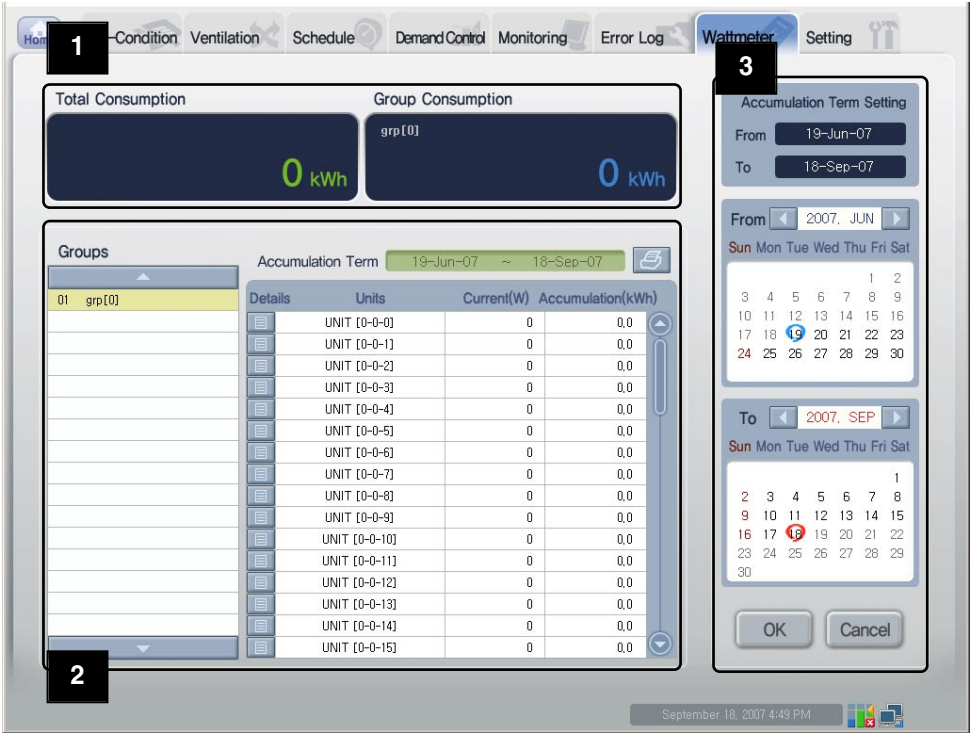 Hom
1
-Condition
Ventilation
Schedule
Demand Control
Monitoring
Error Log
Wattmeter
Setting
Total Consumption
0 kWh
Group Consumption
grp[0]
0 kWh
Groups
01 grp[0]
Accumulation Term 19-Jun-07 ~ 18-Sep-07
Details Units Current(W) Accumulation(kWh)
UNIT [0-0-0] 0 0,0
UNIT [0-0-1] 0 0,0
UNIT [0-0-2] 0 0,0
UNIT [0-0-3] 0 0,0
UNIT [0-0-4] 0 0,0
UNIT [0-0-5] 0 0,0
UNIT [0-0-6] 0 0,0
UNIT [0-0-7] 0 0,0
UNIT [0-0-8] 0 0,0
UNIT [0-0-9] 0 0,0
UNIT [0-0-10] 0 0,0
UNIT [0-0-11] 0 0,0
UNIT [0-0-12] 0 0,0
UNIT [0-0-13] 0 0,0
UNIT [0-0-14] 0 0,0
UNIT [0-0-15] 0 0,0
2
3
Accumulation Term Setting
From 19-Jun-07
To 18-Sep-07
From 2007, JUN
Sun Mon Tue Wed Thu Fri Sat
1 2
3 4 5 6 7 8 9
10 11 12 13 14 15 16
17 18 19 20 21 22 23
24 25 26 27 28 29 30
To 2007, SEP
Sun Mon Tue Wed Thu Fri Sat
1
2 3 4 5 6 7 8
9 10 11 12 13 14 15
16 17 18 19 20 21 22
23 24 25 26 27 28 29
30
OK Cancel
September 18, 2007 4:49 PM